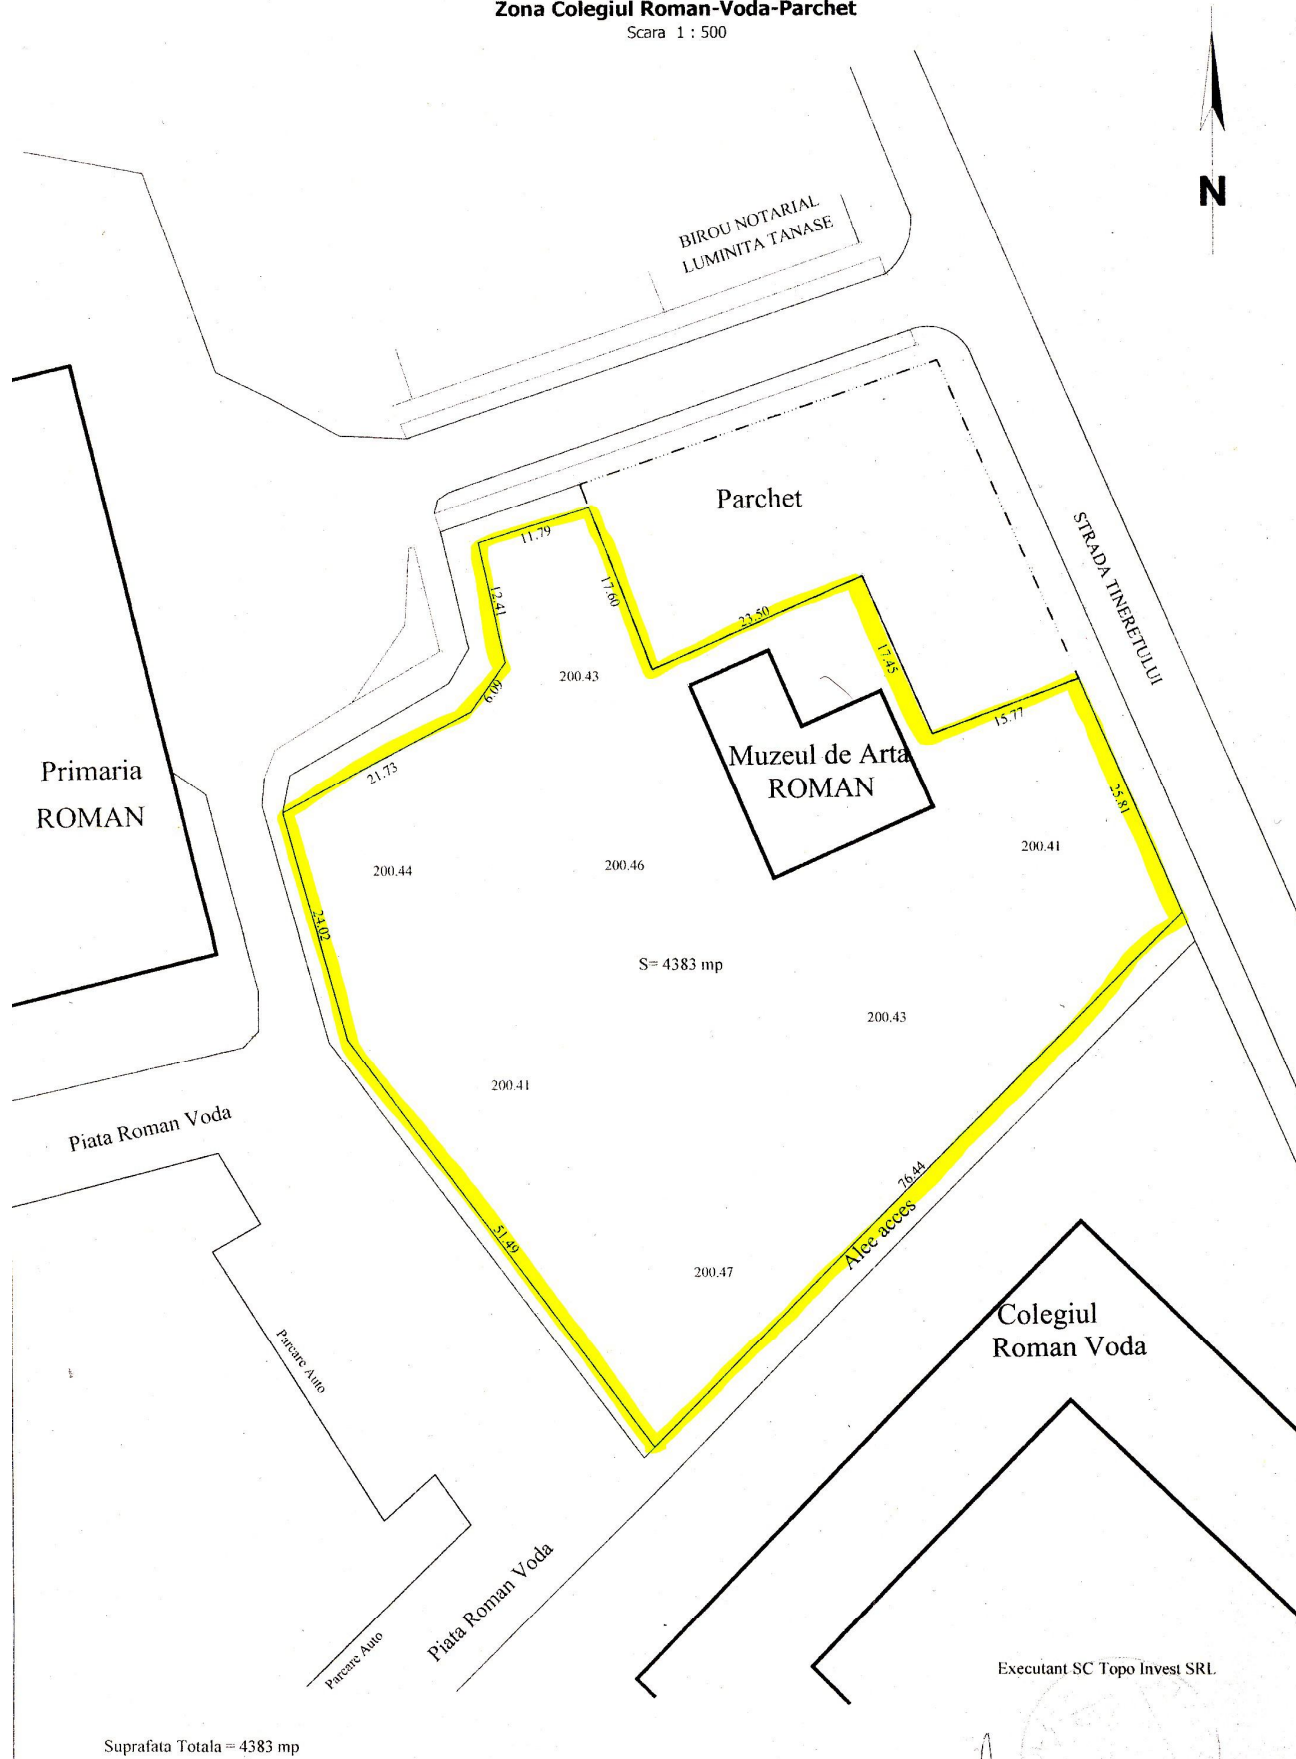 Zona Colegiul Roman-Voda-Parchet
Scara 1 : 500
N
BIROU NOTARIAL
LUMINITA TANASE
Parchet
STRADA TINERETULUI
11.79
12.41
17.60
23.50
17.45
6.09
200.43
15.77
21.73
25.81
Primaria
ROMAN
Muzeul de Arta
ROMAN
200.44
200.46
200.41
24.02
S= 4383 mp
200.43
200.41
Piata Roman Voda
51.49
76.44
Alee acces
200.47
Colegiul
Roman Voda
Parcare Auto
Piata Roman Voda
Parcare Auto
Executant SC Topo Invest SRL
Suprafata Totala = 4383 mp